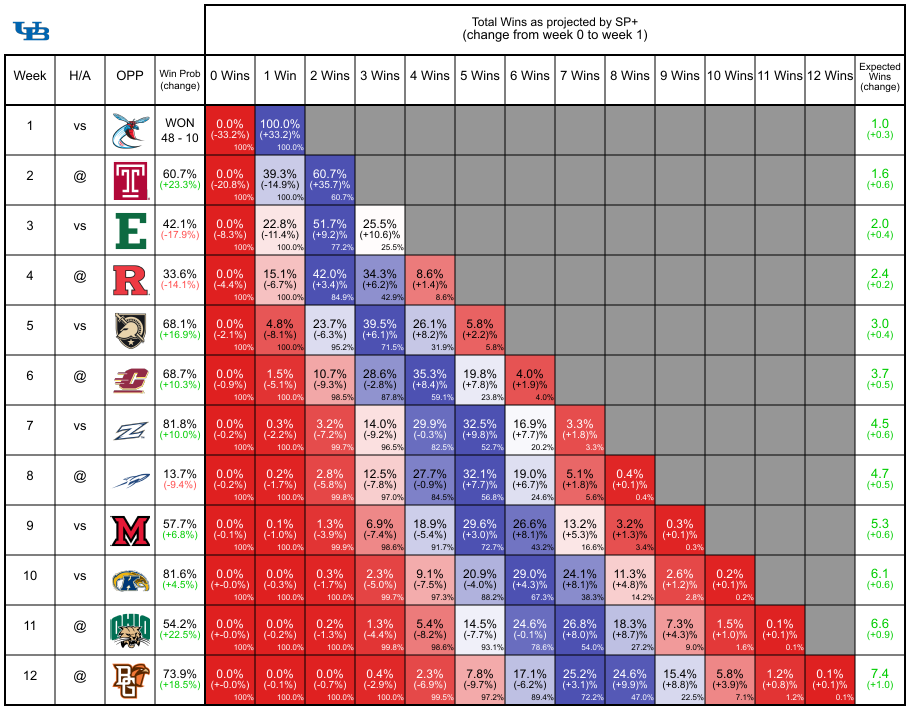 UB
Total Wins as projected by SP+
(change from week 0 to week 1)
Week H/A OPP Win Prob (change) 0 Wins 1 Win 2 Wins 3 Wins 4 Wins 5 Wins 6 Wins 7 Wins 8 Wins 9 Wins 10 Wins 11 Wins 12 Wins Expected Wins (change)
1 vs WON 0.0% 100.0% 1.0
48 - 10 (-33.2%) (+33.2)% (+0.3)
100% 100.0%
2 @ T 60.7% 0.0% 39.3% 60.7% 1.6
(+23.3%) (-20.8%) (-14.9%) (+35.7)% (+0.6)
100% 100.0% 60.7%
3 vs E 42.1% 0.0% 22.8% 51.7% 25.5% 2.0
(-17.9%) (-8.3%) (-11.4%) (+9.2)% (+10.6)% (+0.4)
100% 100.0% 77.2% 25.5%
4 @ R 33.6% 0.0% 15.1% 42.0% 34.3% 8.6% 2.4
(-14.1%) (-4.4%) (-6.7%) (+3.4)% (+6.2)% (+1.4)% (+0.2)
100% 100.0% 84.9% 42.9% 8.6%
5 vs 68.1% 0.0% 4.8% 23.7% 39.5% 26.1% 5.8% 3.0
(+16.9%) (-2.1%) (-8.1%) (-6.3%) (+6.1)% (+8.2)% (+2.2)% (+0.4)
100% 100.0% 95.2% 71.5% 31.9% 5.8%
6 @ C 68.7% 0.0% 1.5% 10.7% 28.6% 35.3% 19.8% 4.0% 3.7
(+10.3%) (-0.9%) (-5.1%) (-9.3%) (-2.8%) (+8.4)% (+7.8)% (+1.9)% (+0.5)
100% 100.0% 98.5% 87.8% 59.1% 23.8% 4.0%
7 vs Z 81.8% 0.0% 0.3% 3.2% 14.0% 29.9% 32.5% 16.9% 3.3% 4.5
(+10.0%) (-0.2%) (-2.2%) (-7.2%) (-9.2%) (-0.3%) (+9.8)% (+7.7)% (+1.8)% (+0.6)
100% 100.0% 99.7% 96.5% 82.5% 52.7% 20.2% 3.3%
8 @ 13.7% 0.0% 0.2% 2.8% 12.5% 27.7% 32.1% 19.0% 5.1% 0.4% 4.7
(-9.4%) (-0.2%) (-1.7%) (-5.8%) (-7.8%) (-0.9%) (+7.7)% (+6.7)% (+1.8)% (+0.1)% (+0.5)
100% 100.0% 99.8% 97.0% 84.5% 56.8% 24.6% 5.6% 0.4%
9 vs M 57.7% 0.0% 0.1% 1.3% 6.9% 18.9% 29.6% 26.6% 13.2% 3.2% 0.3% 5.3
(+6.8%) (-0.1%) (-1.0%) (-3.9%) (-7.4%) (-5.4%) (+3.0)% (+8.1)% (+5.3)% (+1.3)% (+0.1)% (+0.6)
100% 100.0% 99.9% 98.6% 91.7% 72.7% 43.2% 16.6% 3.4% 0.3%
10 vs K 81.6% 0.0% 0.0% 0.3% 2.3% 9.1% 20.9% 29.0% 24.1% 11.3% 2.6% 0.2% 6.1
(+4.5%) (+-0.0%) (-0.3%) (-1.7%) (-5.0%) (-7.5%) (-4.0%) (+4.3)% (+8.1)% (+4.8)% (+1.2)% (+0.1)% (+0.6)
100% 100.0% 100.0% 99.7% 97.3% 88.2% 67.3% 38.3% 14.2% 2.8% 0.2%
11 @ OHIO 54.2% 0.0% 0.0% 0.2% 1.3% 5.4% 14.5% 24.6% 26.8% 18.3% 7.3% 1.5% 0.1% 6.6
(+22.5%) (+-0.0%) (-0.2%) (-1.3%) (-4.4%) (-8.2%) (-7.7%) (-0.1%) (+8.0)% (+8.7)% (+4.3)% (+1.0)% (+0.1)% (+0.9)
100% 100.0% 100.0% 99.8% 98.6% 93.1% 78.6% 54.0% 27.2% 9.0% 1.6% 0.1%
12 @ BG 73.9% 0.0% 0.0% 0.0% 0.4% 2.3% 7.8% 17.1% 25.2% 24.6% 15.4% 5.8% 1.2% 0.1% 7.4
(+18.5%) (+-0.0%) (-0.1%) (-0.7%) (-2.9%) (-6.9%) (-9.7%) (-6.2%) (+3.1)% (+9.9)% (+8.8)% (+3.9)% (+0.8)% (+0.1)% (+1.0)
100% 100.0% 100.0% 100.0% 99.5% 97.2% 89.4% 72.2% 47.0% 22.5% 7.1% 1.2% 0.1%